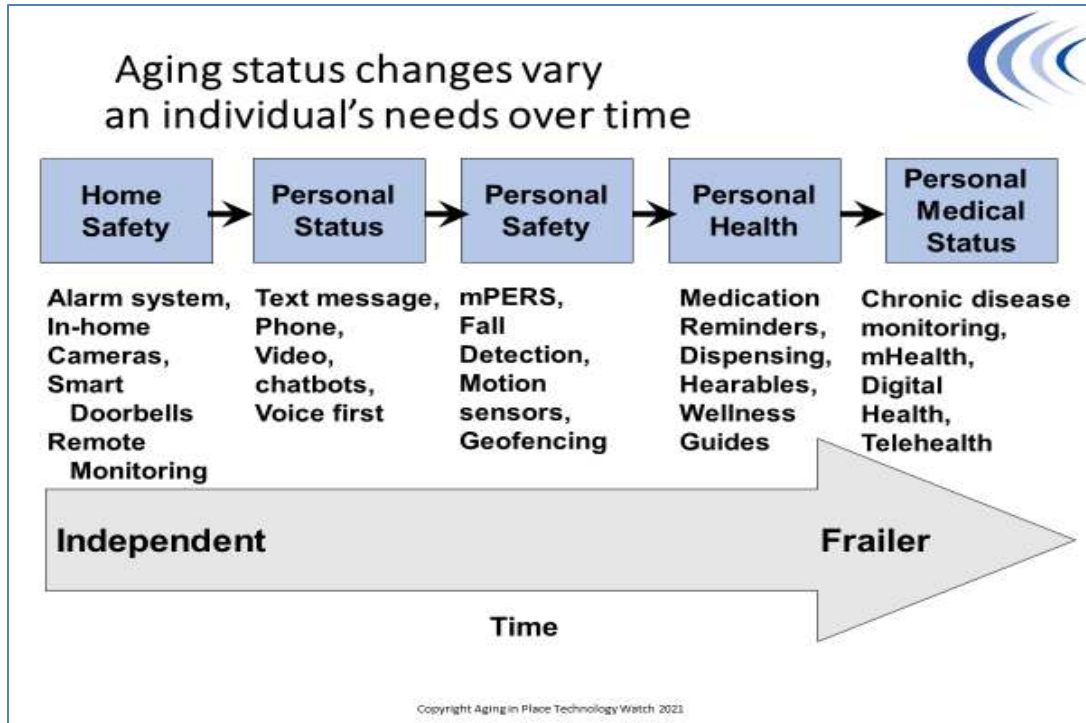 Aging status changes vary
an individual's needs over time
Home
Safety
Personal
Status
Personal
Safety
Personal
Health
Personal
Medical
Status
Alarm system,
In-home
Cameras,
Smart
Doorbells
Remote
Monitoring
Text message,
Phone,
Video,
chatbots,
Voice first
mPERS,
Fall
Detection,
Motion
sensors,
Geofencing
Medication
Reminders,
Dispensing,
Hearables,
Wellness
Guides
Chronic disease
monitoring,
mHealth,
Digital
Health,
Telehealth
Independent
Frailer
Time
Copyright Aging in Place Technology Watch 2021